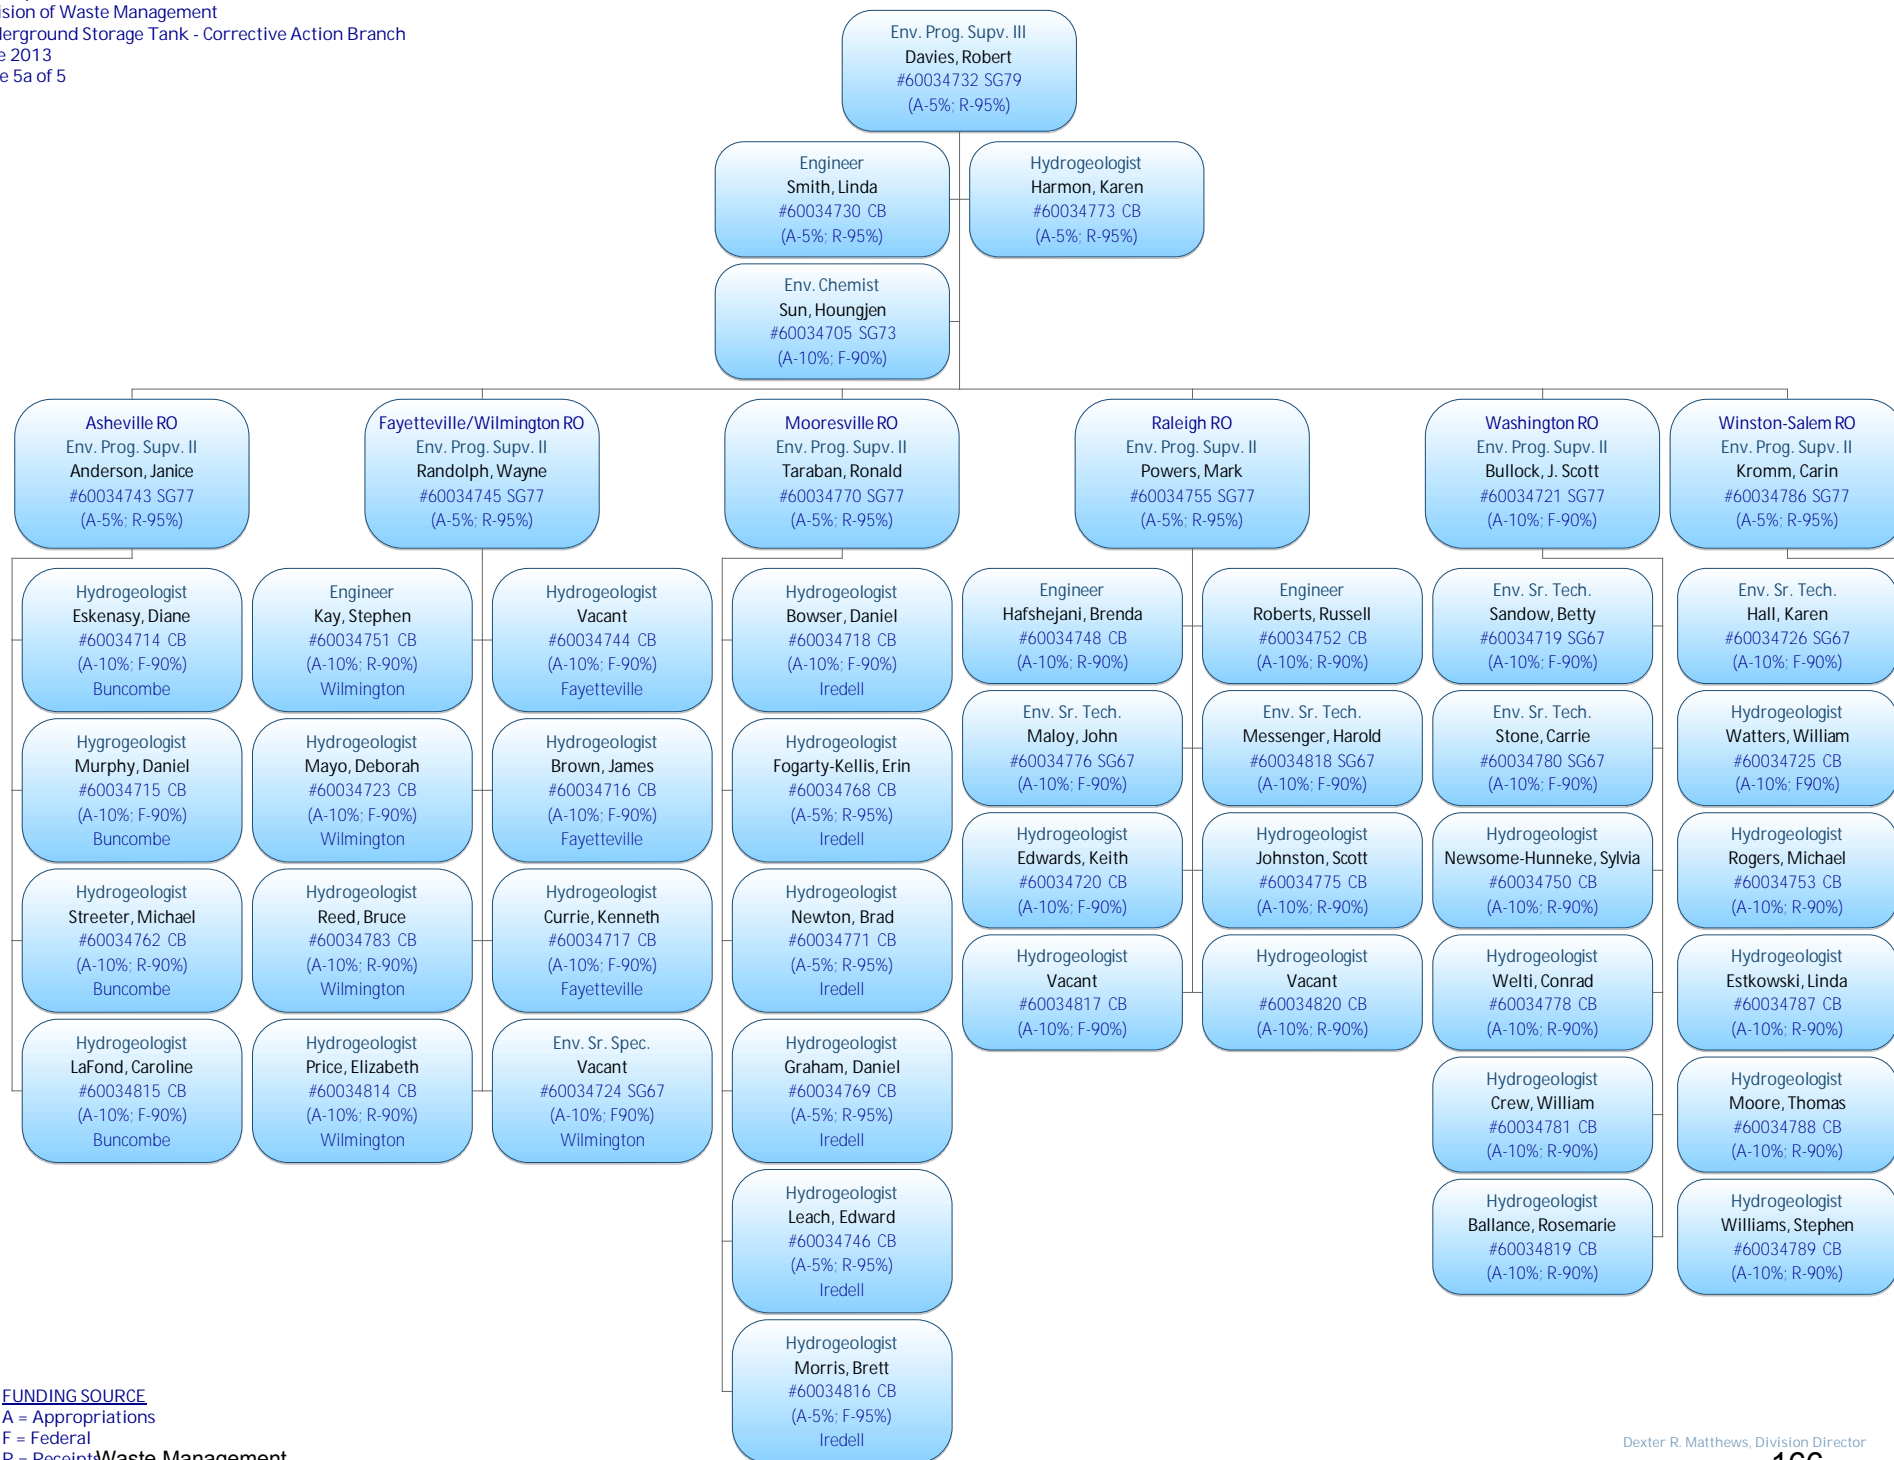 ision of Waste Management
lerground Storage Tank - Corrective Action Branch
e 2013
e 5a of 5
Env. Prog. Supv. III
Davies, Robert
#60034732 SG79
(A-5%; R-95%)
Engineer
Smith, Linda
#60034730 CB
(A-5%; R-95%)
Hydrogeologist
Harmon, Karen
#60034773 CB
(A-5%; R-95%)
Env. Chemist
Sun, Houngjen
#60034705 SG73
(A-10%; F-90%)
Asheville RO
Env. Prog. Supv. II
Anderson, Janice
#60034743 SG77
(A-5%; R-95%)
Fayetteville/Wilmington RO
Env. Prog. Supv. II
Randolph, Wayne
#60034745 SG77
(A-5%; R-95%)
Mooresville RO
Env. Prog. Supv. II
Taraban, Ronald
#60034770 SG77
(A-5%; R-95%)
Raleigh RO
Env. Prog. Supv. II
Powers, Mark
#60034755 SG77
(A-5%; R-95%)
Washington RO
Env. Prog. Supv. II
Bullock, J. Scott
#60034721 SG77
(A-10%; F-90%)
Winston-Salem RO
Env. Prog. Supv. II
Kromm, Carin
#60034786 SG77
(A-5%; R-95%)
Hydrogeologist
Eskenasy, Diane
#60034714 CB
(A-10%; F-90%)
Buncombe
Hygrogeologist
Murphy, Daniel
#60034715 CB
(A-10%; F-90%)
Buncombe
Hydrogeologist
Streeter, Michael
#60034762 CB
(A-10%; R-90%)
Buncombe
Hydrogeologist
LaFond, Caroline
#60034815 CB
(A-10%; F-90%)
Buncombe
Engineer
Kay, Stephen
#60034751 CB
(A-10%; R-90%)
Wilmington
Hydrogeologist
Mayo, Deborah
#60034723 CB
(A-10%; F-90%)
Wilmington
Hydrogeologist
Reed, Bruce
#60034783 CB
(A-10%; R-90%)
Wilmington
Hydrogeologist
Price, Elizabeth
#60034814 CB
(A-10%; R-90%)
Wilmington
Hydrogeologist
Vacant
#60034744 CB
(A-10%; F-90%)
Fayetteville
Hydrogeologist
Brown, James
#60034716 CB
(A-10%; F-90%)
Fayetteville
Hydrogeologist
Currie, Kenneth
#60034717 CB
(A-10%; F-90%)
Fayetteville
Env. Sr. Spec.
Vacant
#60034724 SG67
(A-10%; F90%)
Wilmington
Hydrogeologist
Bowser, Daniel
#60034718 CB
(A-10%; F-90%)
Iredell
Hydrogeologist
Fogarty-Kellis, Erin
#60034768 CB
(A-5%; R-95%)
Iredell
Hydrogeologist
Newton, Brad
#60034771 CB
(A-5%; R-95%)
Iredell
Hydrogeologist
Graham, Daniel
#60034769 CB
(A-5%; R-95%)
Iredell
Hydrogeologist
Leach, Edward
#60034746 CB
(A-5%; R-95%)
Iredell
Hydrogeologist
Morris, Brett
#60034816 CB
(A-5%; F-95%)
Iredell
Engineer
Hafshejani, Brenda
#60034748 CB
(A-10%; R-90%)
Env. Sr. Tech.
Maloy, John
#60034776 SG67
(A-10%; F-90%)
Hydrogeologist
Edwards, Keith
#60034720 CB
(A-10%; F-90%)
Hydrogeologist
Vacant
#60034817 CB
(A-10%; F-90%)
Engineer
Roberts, Russell
#60034752 CB
(A-10%; R-90%)
Env. Sr. Tech.
Messenger, Harold
#60034818 SG67
(A-10%; F-90%)
Hydrogeologist
Johnston, Scott
#60034775 CB
(A-10%; R-90%)
Hydrogeologist
Vacant
#60034820 CB
(A-10%; R-90%)
Env. Sr. Tech.
Sandow, Betty
#60034719 SG67
(A-10%; F-90%)
Env. Sr. Tech.
Stone, Carrie
#60034780 SG67
(A-10%; F-90%)
Hydrogeologist
Newsome-Hunneke, Sylvia
#60034750 CB
(A-10%; R-90%)
Hydrogeologist
Welti, Conrad
#60034778 CB
(A-10%; R-90%)
Hydrogeologist
Crew, William
#60034781 CB
(A-10%; R-90%)
Hydrogeologist
Ballance, Rosemarie
#60034819 CB
(A-10%; R-90%)
Env. Sr. Tech.
Hall, Karen
#60034726 SG67
(A-10%; F-90%)
Hydrogeologist
Watters, William
#60034725 CB
(A-10%; F90%)
Hydrogeologist
Rogers, Michael
#60034753 CB
(A-10%; R-90%)
Hydrogeologist
Estkowski, Linda
#60034787 CB
(A-10%; R-90%)
Hydrogeologist
Moore, Thomas
#60034788 CB
(A-10%; R-90%)
Hydrogeologist
Williams, Stephen
#60034789 CB
(A-10%; R-90%)
FUNDING SOURCE
A = Appropriations
F = Federal
R = Receipts Waste Management
Dexter R. Matthews, Division Director
166